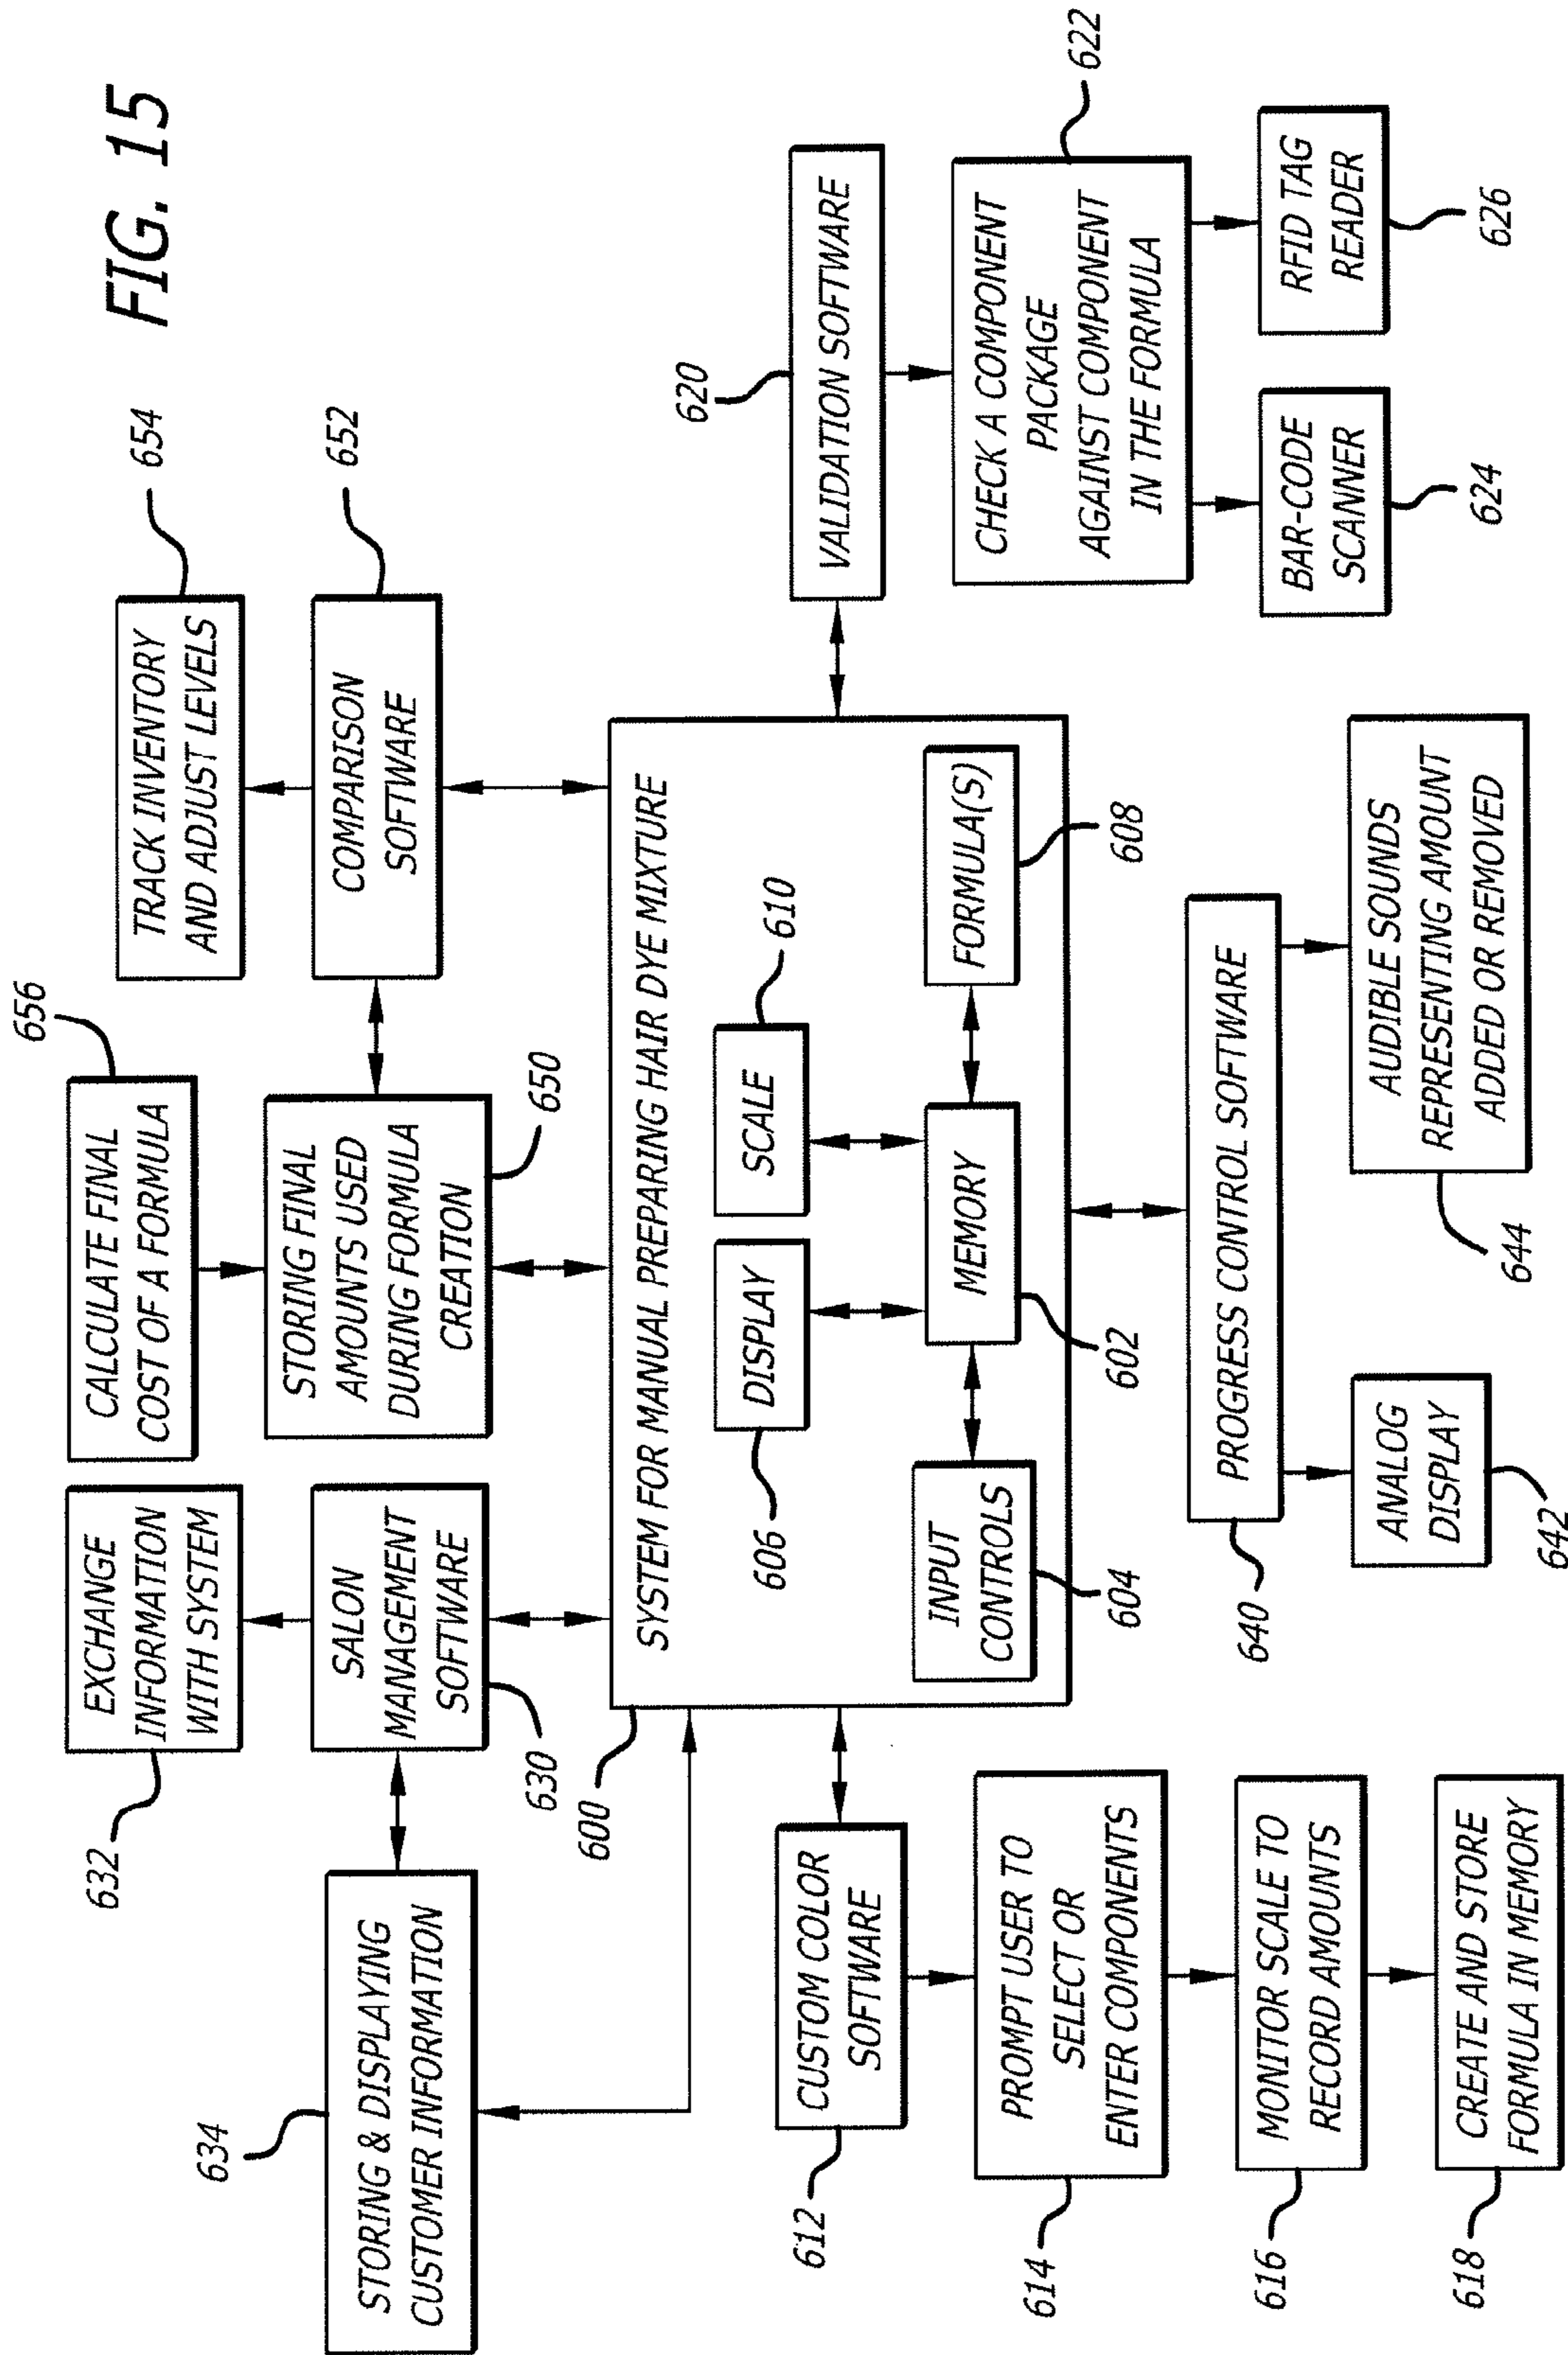 FIG. 15
656
CALCULATE FINAL
COST OF A FORMULA
654
TRACK INVENTORY
AND ADJUST LEVELS
632
EXCHANGE
INFORMATION
WITH SYSTEM
634
STORING & DISPLAYING
CUSTOMER INFORMATION
SALON
MANAGEMENT
SOFTWARE
630
STORING FINAL
AMOUNTS USED
DURING FORMULA
CREATION
650
COMPARISON
SOFTWARE
652
600
SYSTEM FOR MANUAL PREPARING HAIR DYE MIXTURE
606
DISPLAY
SCALE
610
INPUT
CONTROLS
604
MEMORY
602
FORMULA(S)
608
612
CUSTOM COLOR
SOFTWARE
614
PROMPT USER TO
SELECT OR
ENTER COMPONENTS
616
MONITOR SCALE TO
RECORD AMOUNTS
618
CREATE AND STORE
FORMULA IN MEMORY
640
PROGRESS CONTROL SOFTWARE
ANALOG
DISPLAY
642
AUDIBLE SOUNDS
REPRESENTING AMOUNT
ADDED OR REMOVED
644
620
VALIDATION SOFTWARE
CHECK A COMPONENT
PACKAGE
AGAINST COMPONENT
IN THE FORMULA
622
BAR-CODE
SCANNER
624
RFID TAG
READER
626